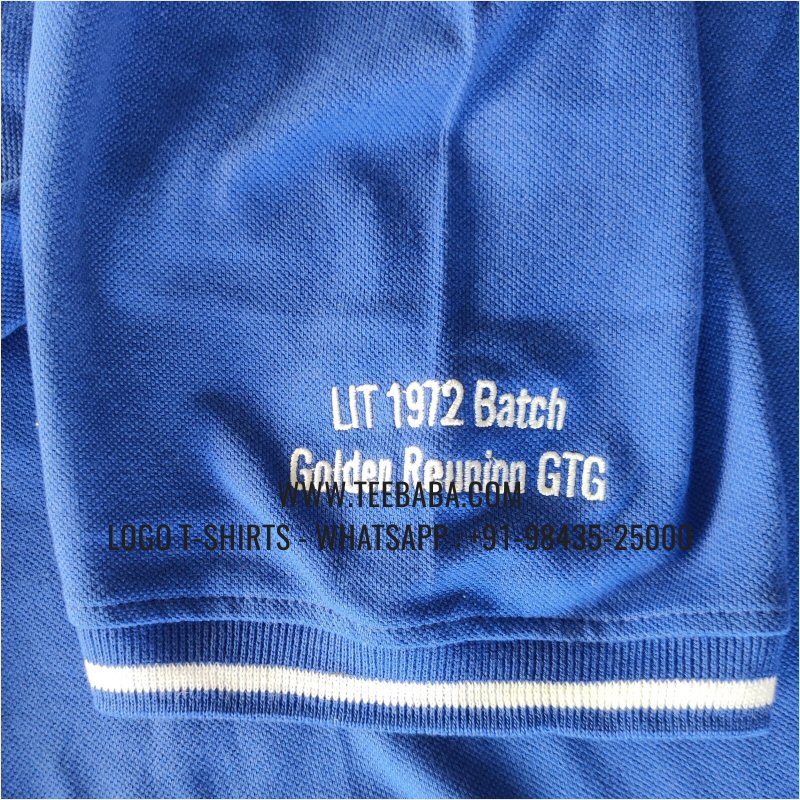 LIT 1972 Batch
Golden Reunion GTG
WWW.TEEBABA.COM
LOGO T-SHIRTS - WHATSAPP : +91-98435-25000